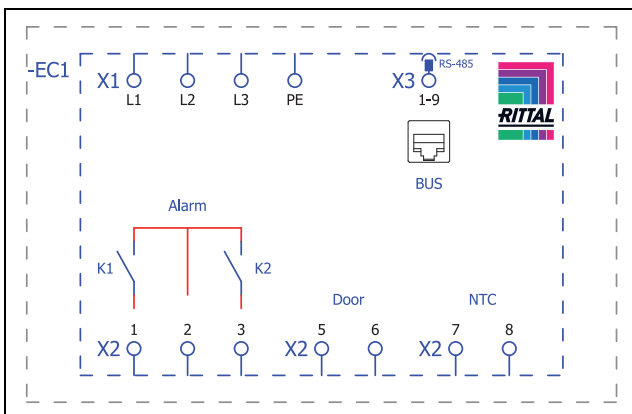 -EC1
X1
L1
L2
L3
PE
X3
RS-485
1-9
RITTAL
BUS
Alarm
K1
K2
Door
NTC
X2
1
2
3
X2
5
6
X2
7
8